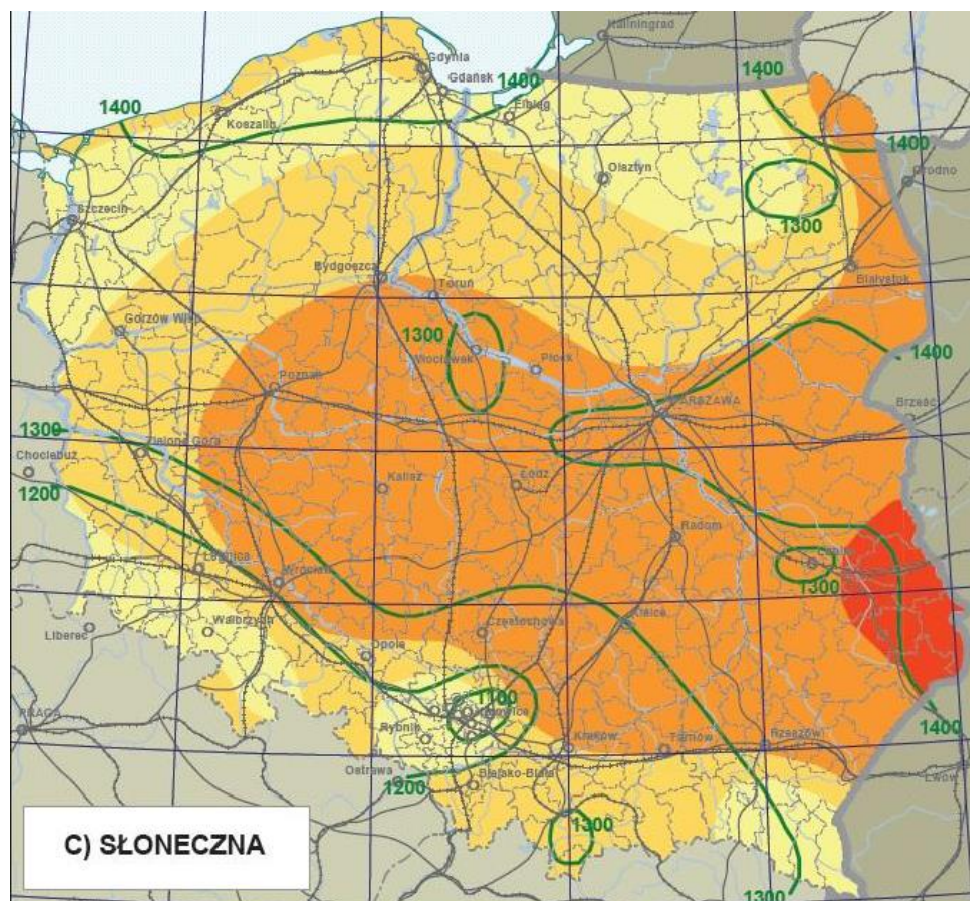 Kaliningrad
Gdynia
Gdańsk
1400
1400
1400
Elbląg
Koszalin
1400
Olsztyn
Grodno
Szczecin
1300
Bydgoszcz
Toruń
Białystok
Gorzów Wlkp
1300
Włocławek
Płock
1400
Poznań
WARSZAWA
Brześć
1300
Zielona Góra
Chociebuż
1200
Kalisz
Łódź
Radom
Legnica
Wrocław
Lublin
1300
Kielce
Liberec
Wałbrzych
Częstochowa
Opole
1100
Katowice
PRAGA
Rybnik
1400
Kraków
Tarnów
Rzeszów
Ostrawa
Bielsko-Biała
Lwów
1200
1300
C) SŁONECZNA
1300